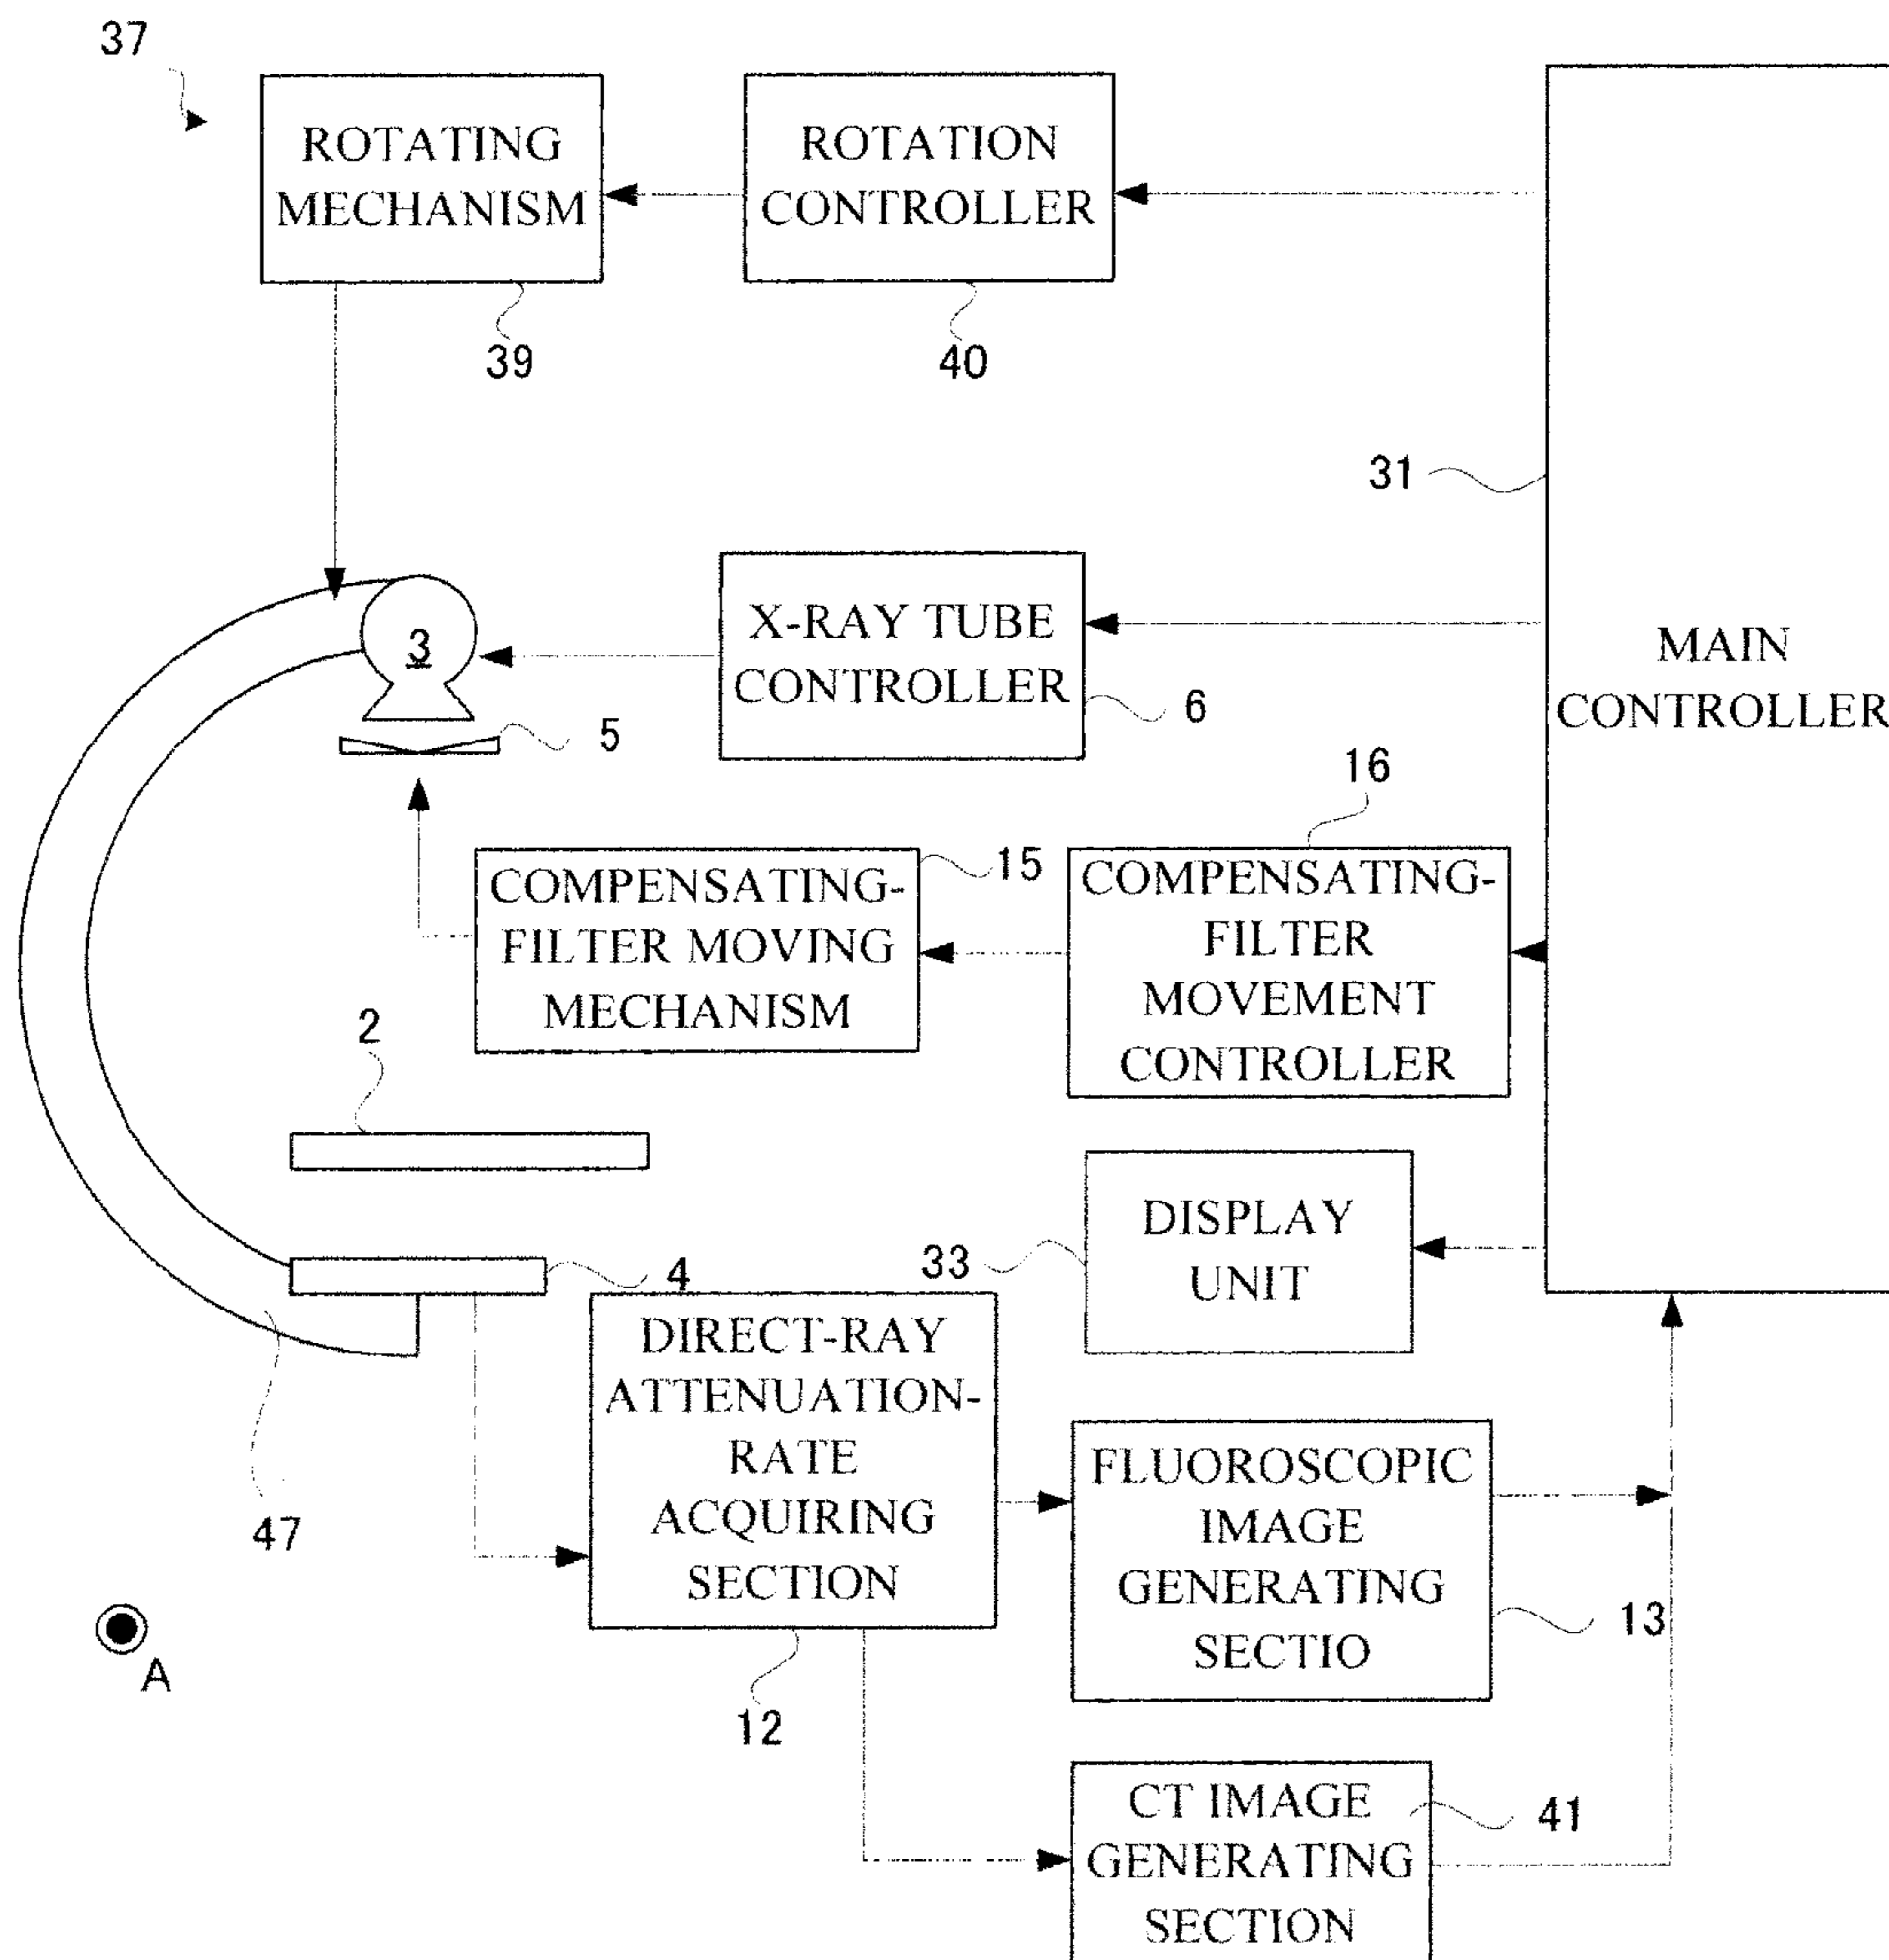 37
ROTATING
MECHANISM
39
ROTATION
CONTROLLER
40
31
MAIN
CONTROLLER
3
X-RAY TUBE
CONTROLLER
6
5
16
COMPENSATING-
FILTER MOVING
MECHANISM
15
COMPENSATING-
FILTER
MOVEMENT
CONTROLLER
2
DISPLAY
UNIT
33
4
DIRECT-RAY
ATTENUATION-
RATE
ACQUIRING
SECTION
12
FLUOROSCOPIC
IMAGE
GENERATING
SECTIO
13
47
A
CT IMAGE
GENERATING
SECTION
41